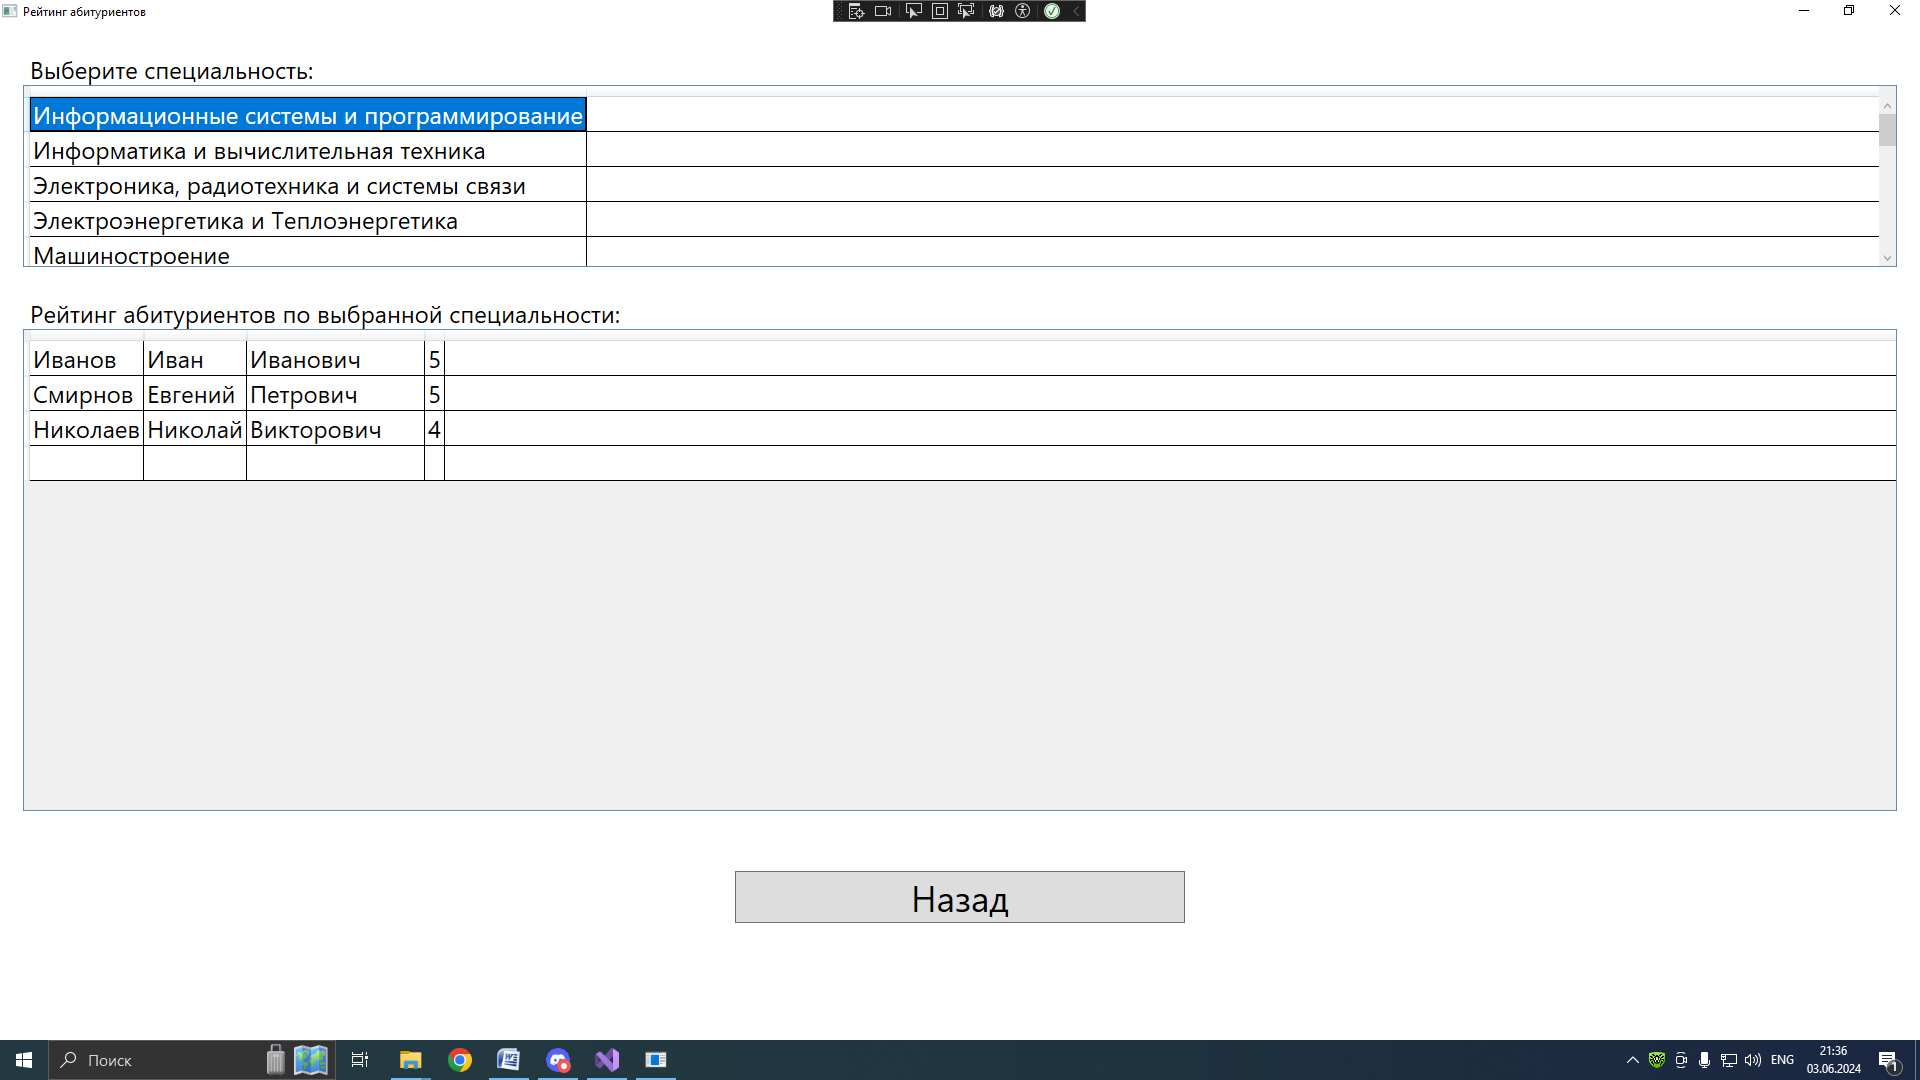 Рейтинг абитуриентов
Выберите специальность:
Информационные системы и программирование
Информатика и вычислительная техника
Электроника, радиотехника и системы связи
Электроэнергетика и Теплоэнергетика
Машиностроение
Рейтинг абитуриентов по выбранной специальности:
Иванов Иван Иванович 5
Смирнов Евгений Петрович 5
Николаев Николай Викторович 4
Назад
Поиск
ENG
21:36
03.06.2024
1